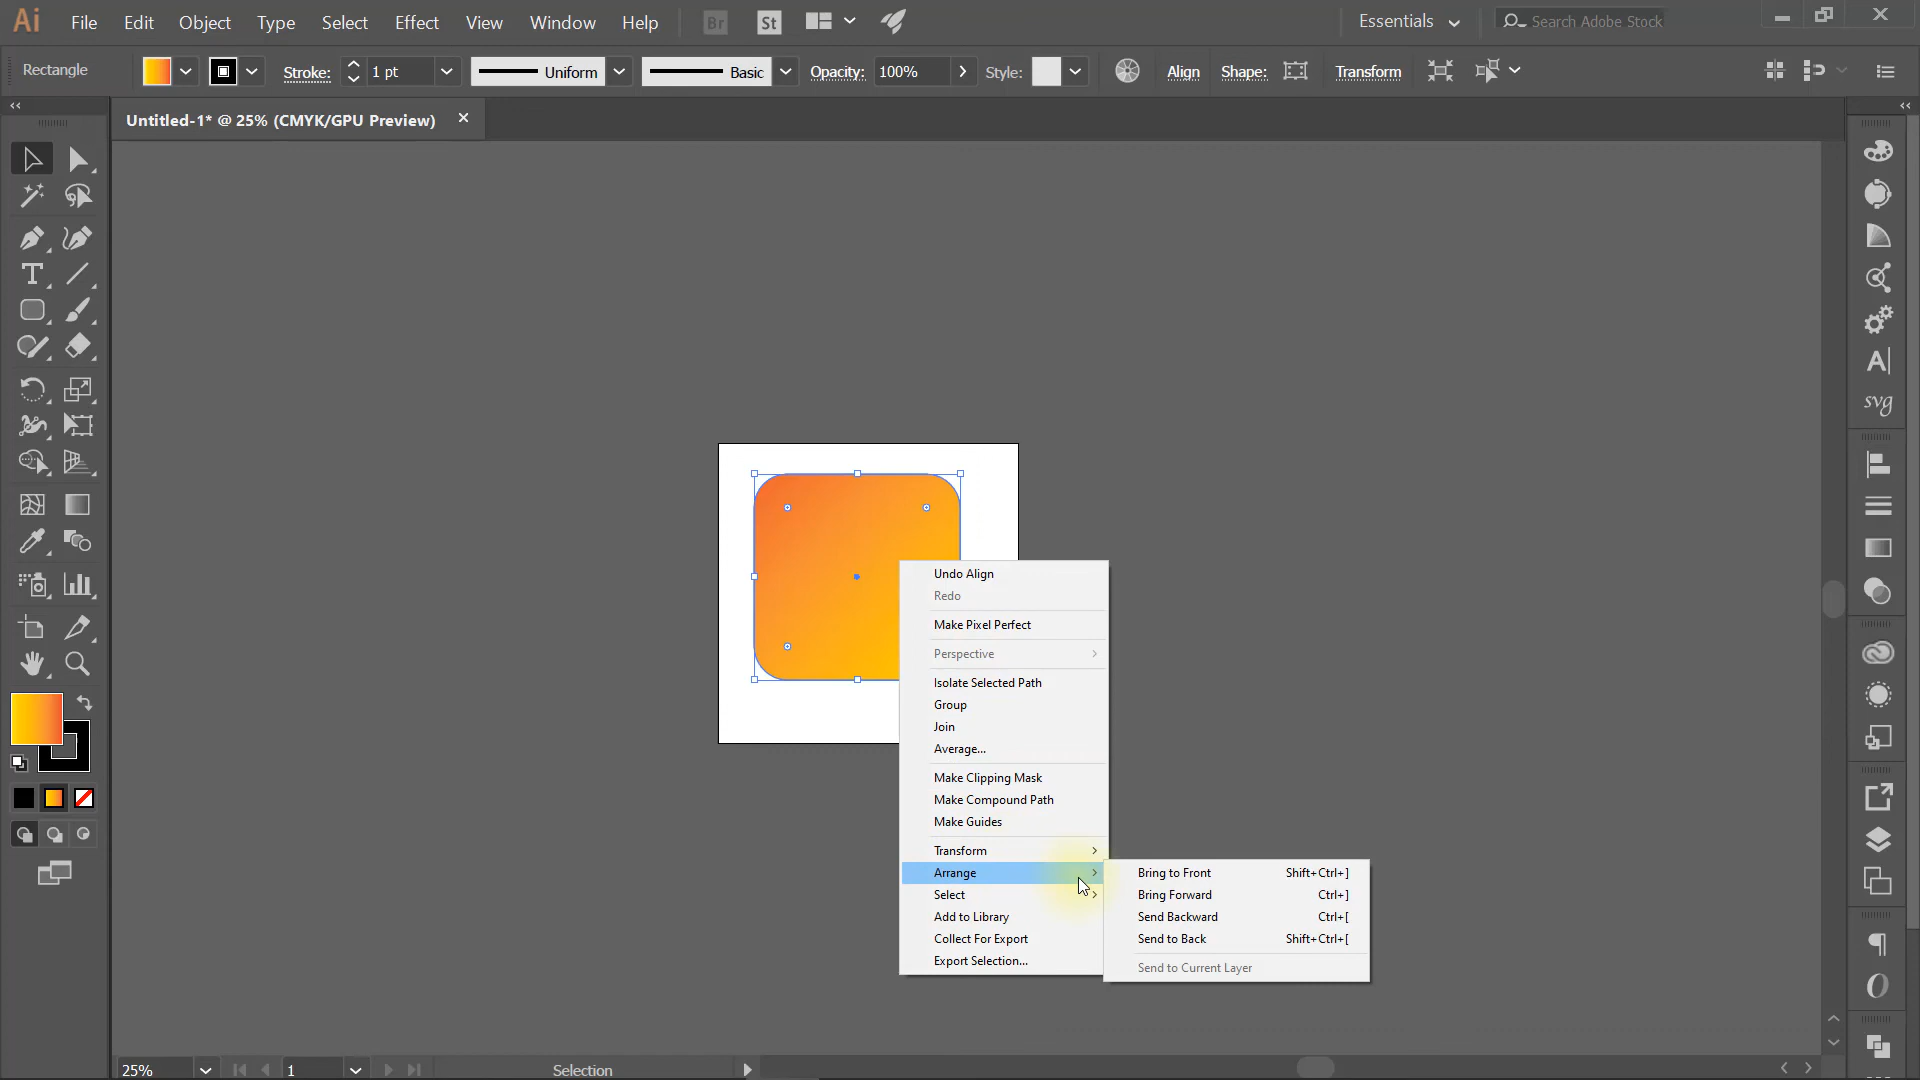 Ai File Edit Object Type Select Effect View Window Help Br St Essentials Search Adobe Stock
Rectangle Stroke: 1 pt Uniform Basic Opacity: 100% Style: Align Shape: Transform
Untitled-1* @ 25% (CMYK/GPU Preview)
Undo Align
Redo
Make Pixel Perfect
Perspective
Isolate Selected Path
Group
Join
Average...
Make Clipping Mask
Make Compound Path
Make Guides
Transform
Arrange
Select
Add to Library
Collect For Export
Export Selection...
Bring to Front Shift+Ctrl+]
Bring Forward Ctrl+]
Send Backward Ctrl+[
Send to Back Shift+Ctrl+[
Send to Current Layer
svg
25% 1 Selection